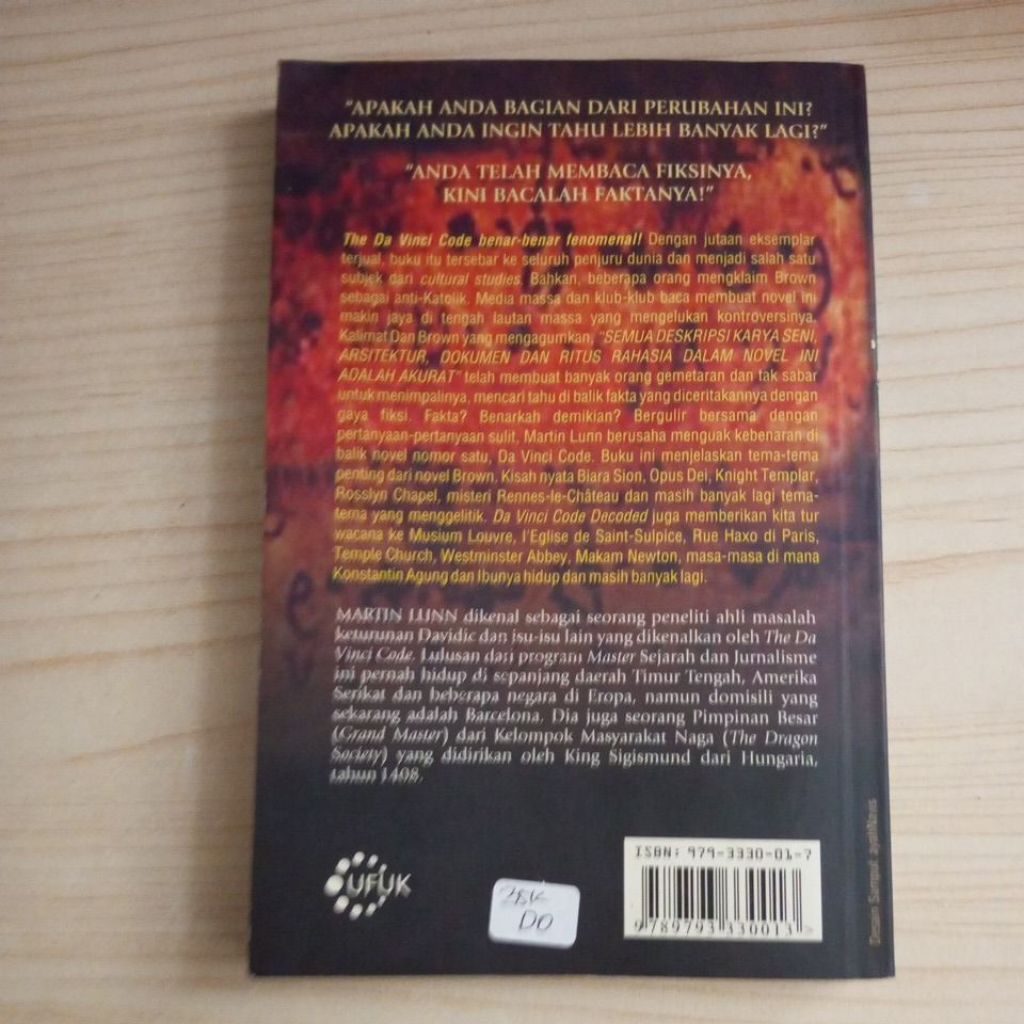 "APAKAH ANDA BAGIAN DARI PERUBAHAN INI?
APAKAH ANDA INGIN TAHU LEBIH BANYAK LAGI?"
"ANDA TELAH MEMBACA FIKSINYA,
KINI BACALAH FAKTANYA!"
The Da Vinci Code benar-benar fenomenal! Dengan jutaan eksemplar
terjual, buku itu tersebar ke seluruh penjuru dunia dan menjadi salah satu
subjek dari cultural studies. Bahkan, beberapa orang mengklaim Brown
sebagai anti-Katolik. Media massa dan klub-klub baca membuat novel ini
makin jaya di tengah lautan massa yang mengelukan kontroversinya.
Kalimat Dan Brown yang mengagumkan, "SEMUA DESKRIPSI KARYA SENI,
ARSITEKTUR, DOKUMEN DAN RITUS RAHASIA DALAM NOVEL INI
ADALAH AKURAT" telah membuat banyak orang gemetaran dan tak sabar
untuk menimpalinya, mencari tahu di balik fakta yang diceritakannya dengan
gaya fiksi. Fakta? Benarkah demikian? Bergulir bersama dengan
pertanyaan-pertanyaan sulit, Martin Lunn berusaha menguak kebenaran di
balik novel nomor satu, Da Vinci Code. Buku ini menjelaskan tema-tema
penting dari novel Brown. Kisah nyata Biara Sion, Opus Dei, Knight Templar,
Rosslyn Chapel, misteri Rennes-le-Château dan masih banyak lagi tema-
tema yang menggelitik. Da Vinci Code Decoded juga memberikan kita tur
wacana ke Musium Louvre, l'Eglise de Saint-Sulpice, Rue Haxo di Paris,
Temple Church, Westminster Abbey, Makam Newton, masa-masa di mana
Konstantin Agung dan Ibunya hidup dan masih banyak lagi.
MARTIN LUNN dikenal sebagai seorang peneliti ahli masalah
keturunan Davidic dan isu-isu lain yang dikenalkan oleh The Da
Vinci Code. Lulusan dari program Master Sejarah dan Jurnalisme
ini pernah hidup di sepanjang daerah Timur Tengah, Amerika
Serikat dan beberapa negara di Eropa, namun domisili yang
sekarang adalah Barcelona. Dia juga seorang Pimpinan Besar
(Grand Master) dari Kelompok Masyarakat Naga (The Dragon
Society) yang didirikan oleh King Sigismund dari Hungaria,
tahun 1408.
UFUK
DO
ISBN: 979-3330-01-7
9 789793 330013 >
Desain Sampul: